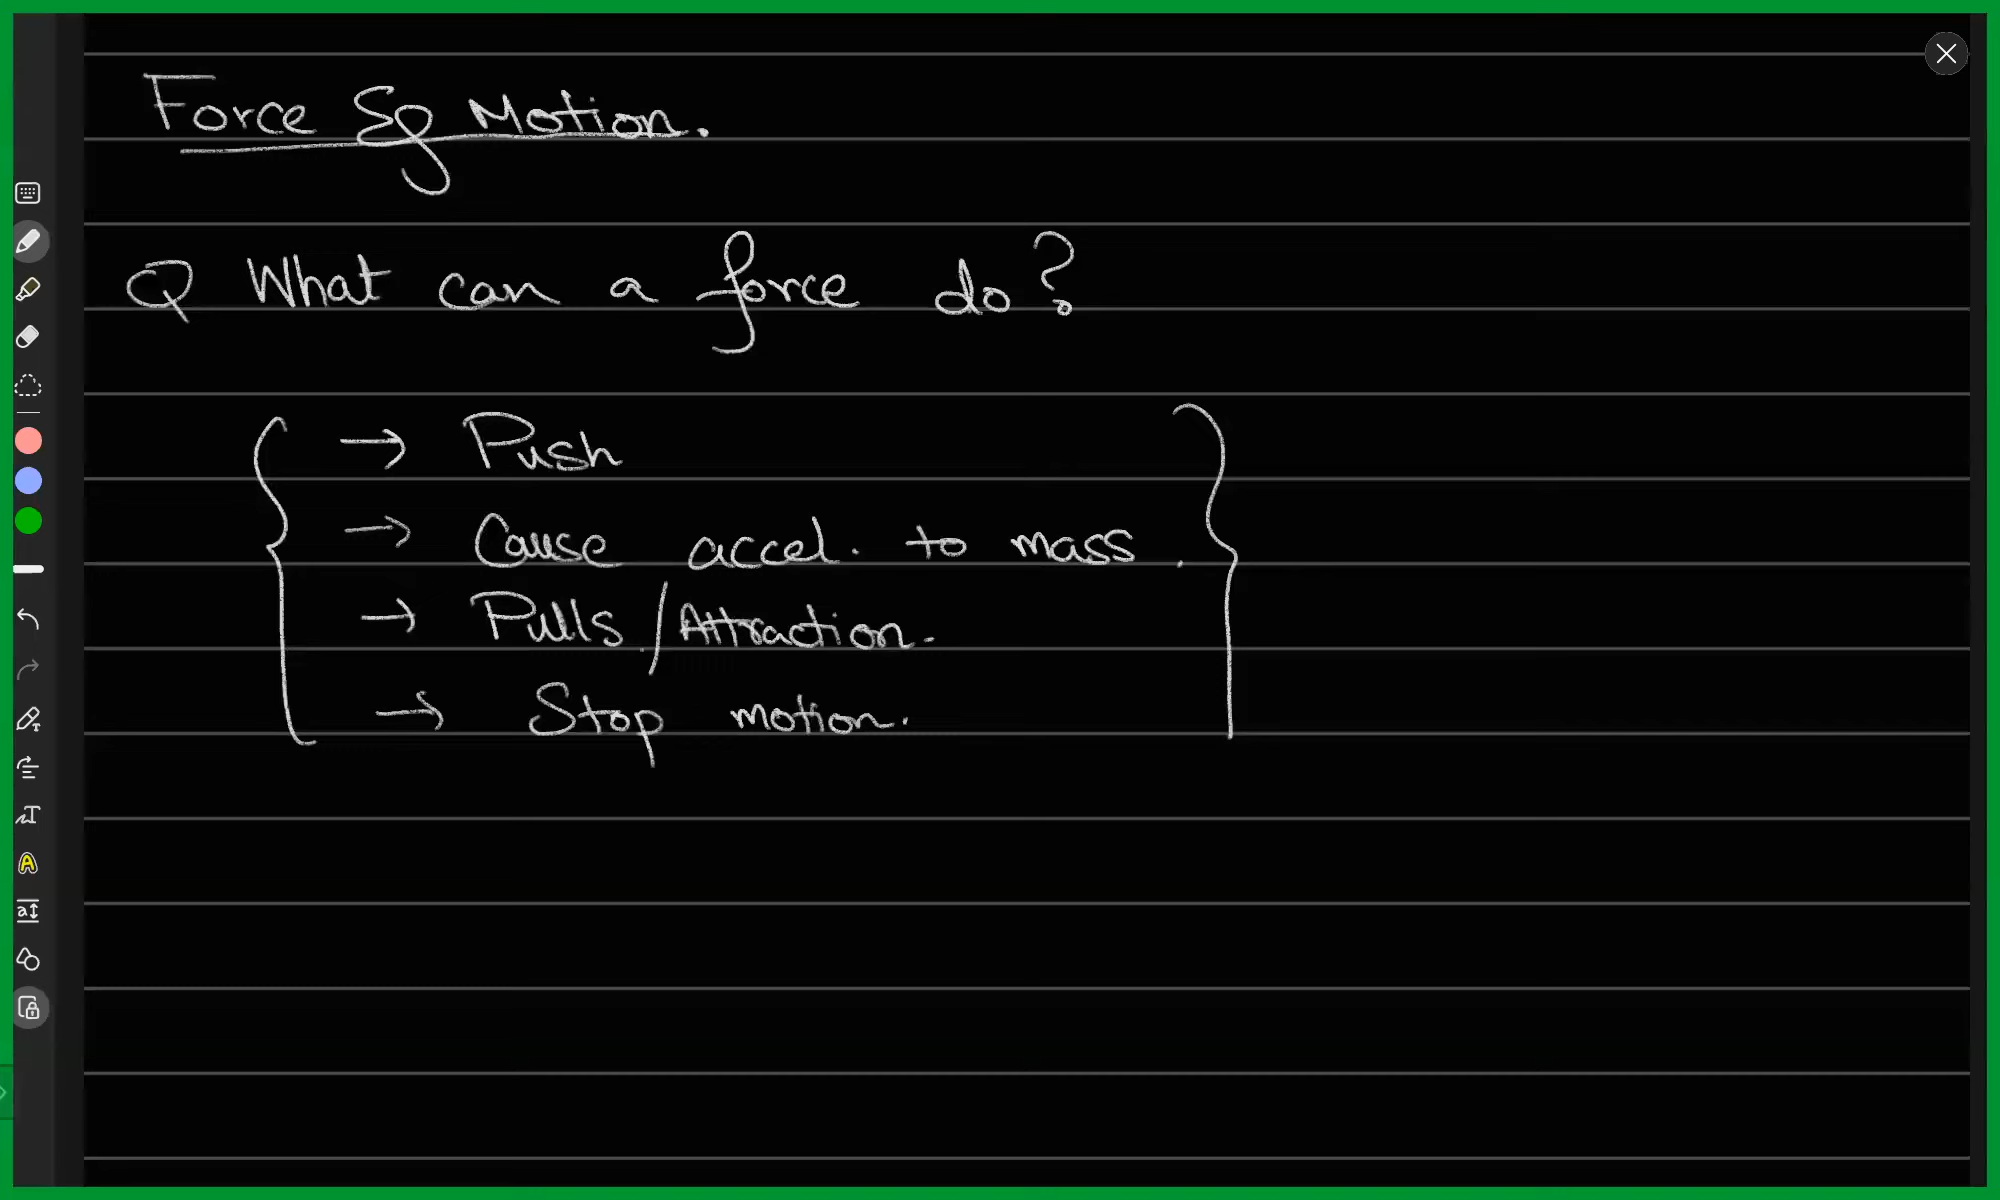 Force & Motion.
Q What can a force do?
→ Push
→ Cause accel. to mass.
→ Pulls/Attraction.
→ Stop motion.